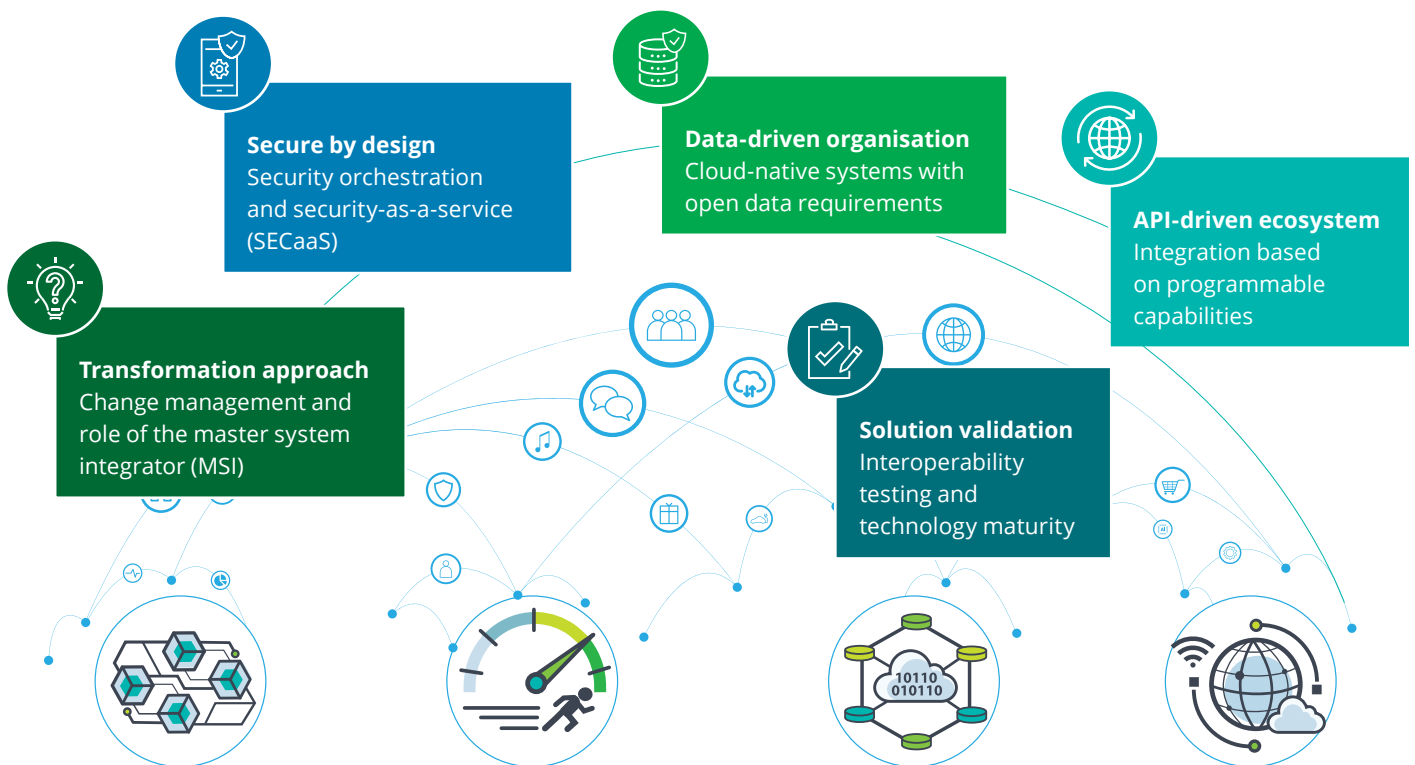 Secure by design
Security orchestration
and security-as-a-service
(SECaaS)
Data-driven organisation
Cloud-native systems with
open data requirements
API-driven ecosystem
Integration based
on programmable
capabilities
Transformation approach
Change management and
role of the master system
integrator (MSI)
Solution validation
Interoperability
testing and
technology maturity
10110
010110